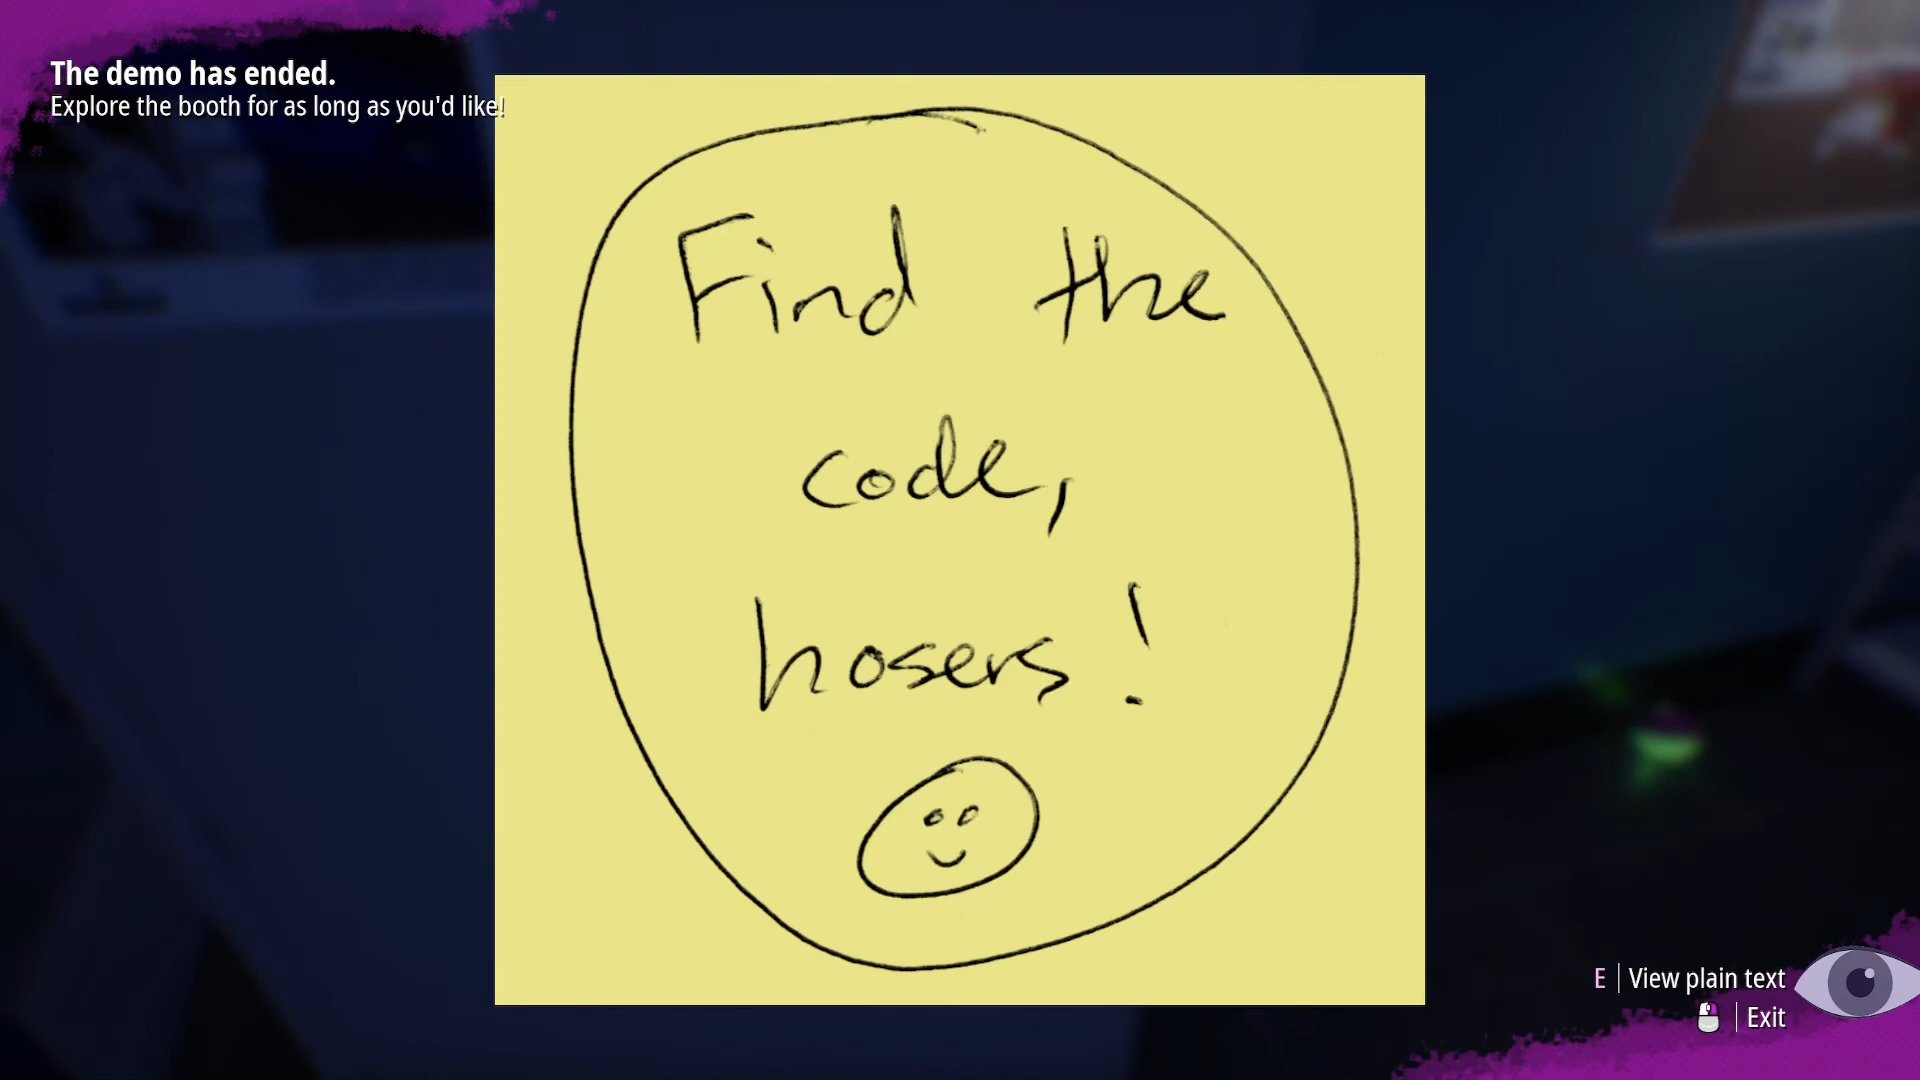 The demo has ended.
Explore the booth for as long as you'd like!
Find the
code,
hosers!
E | View plain text
| Exit